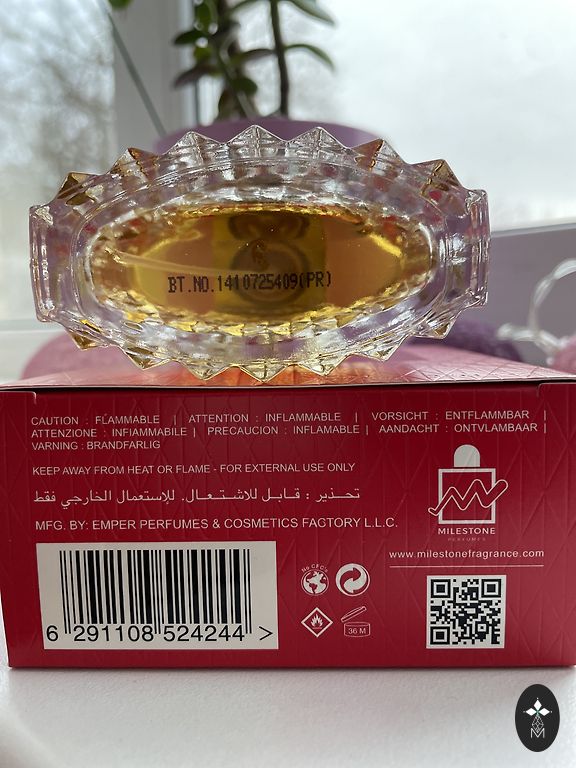 BT.NO.1410725409(PR)
CAUTION : FLAMMABLE | ATTENTION : INFLAMMABLE | VORSICHT : ENTFLAMMBAR |
ATTENZIONE : INFIAMMABILE | PRECAUCION : INFLAMABLE | AANDACHT : ONTVLAMBAAR |
VARNING : BRANDFARLIG
KEEP AWAY FROM HEAT OR FLAME - FOR EXTERNAL USE ONLY
تحذير : قابل للاشتعال. للإستعمال الخارجي فقط
MFG. BY: EMPER PERFUMES & COSMETICS FACTORY L.L.C.
MILESTONE
PERFUMES
www.milestonefragrance.com
6 291108 524244 >
NO CFC'S
36 M
M